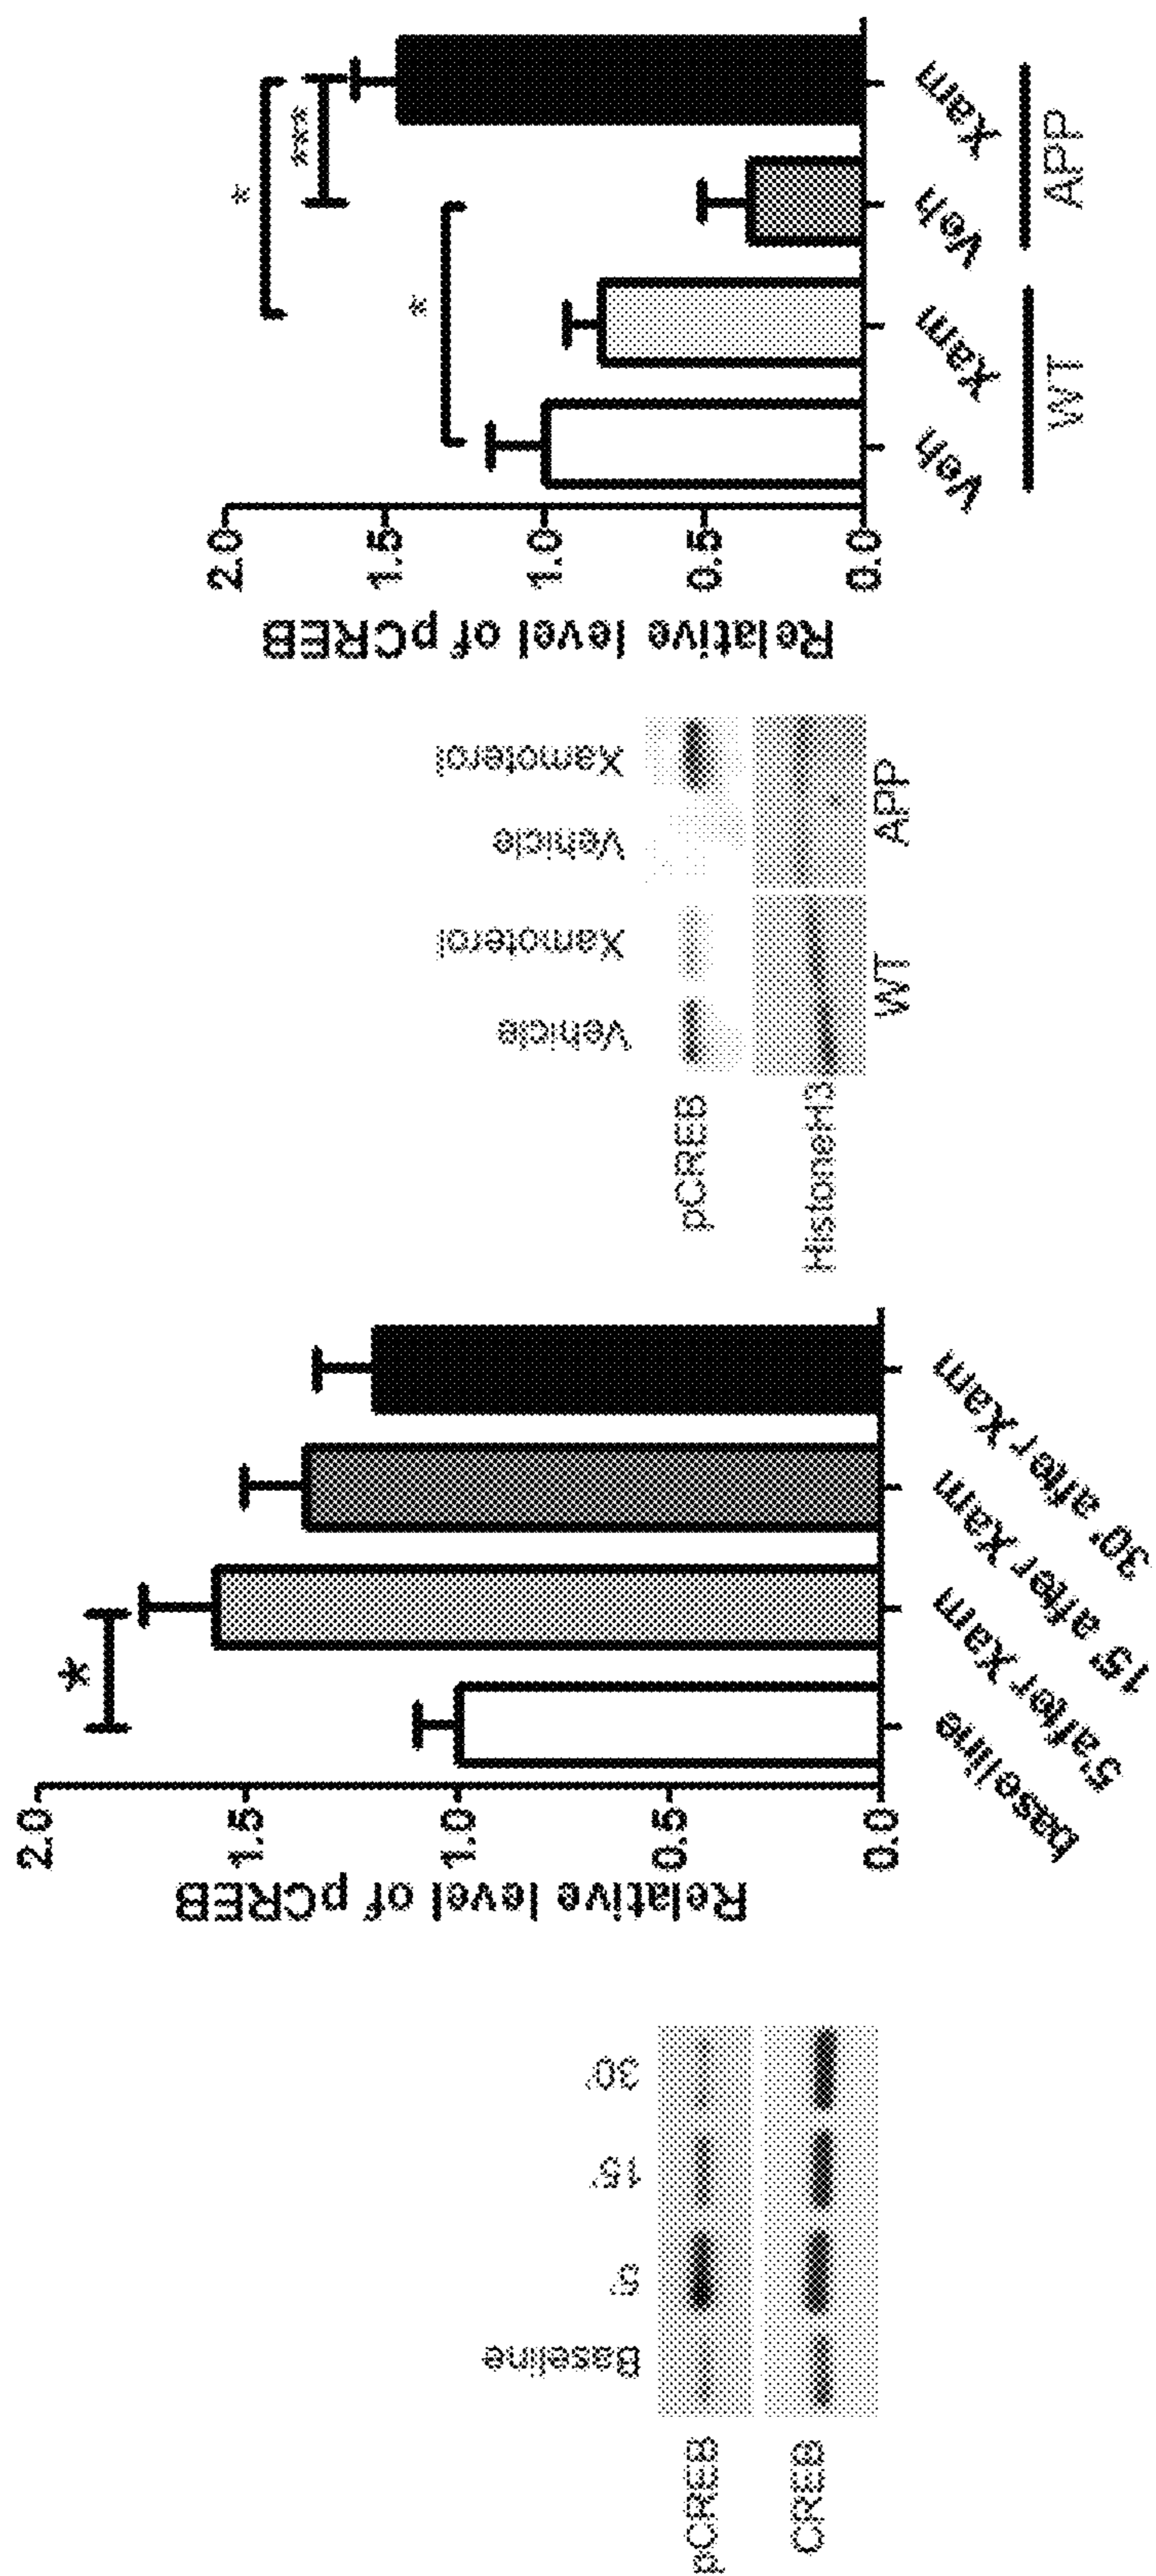 Baseline
5'
15'
30'
pCREB
CREB
Relative level of pCREB
2.0
1.5
1.0
0.5
0.0
*
baseline
5'after Xam
15' after Xam
30' after Xam
Vehicle
Xamoterol
Vehicle
Xamoterol
pCREB
HistoneH3
WT
APP
Relative level of pCREB
2.0
1.5
1.0
0.5
0.0
*
***
*
Veh
Xam
Veh
Xam
WT
APP